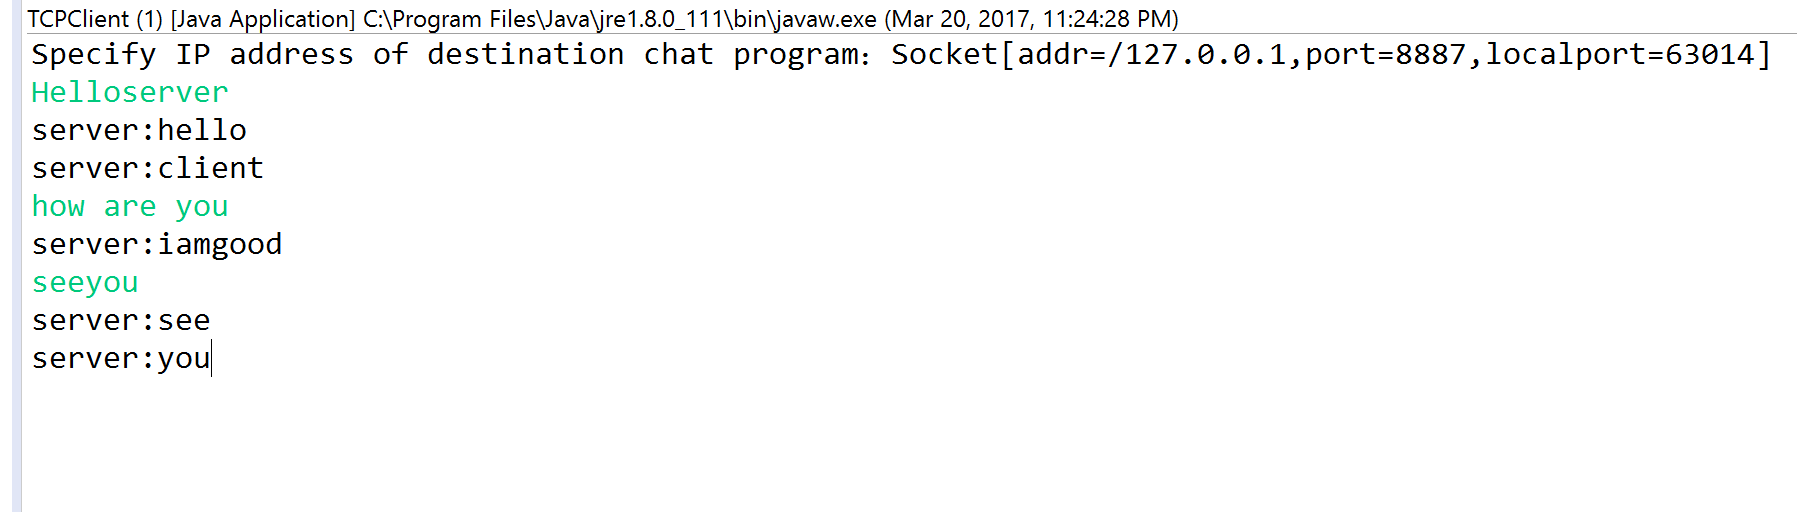 TCPClient (1) [Java Application] C:\Program Files\Java\jre1.8.0_111\bin\javaw.exe (Mar 20, 2017, 11:24:28 PM)
Specify IP address of destination chat program: Socket[addr=/127.0.0.1,port=8887,localport=63014]
Helloserver
server:hello
server:client
how are you
server:iamgood
seeyou
server:see
server:you